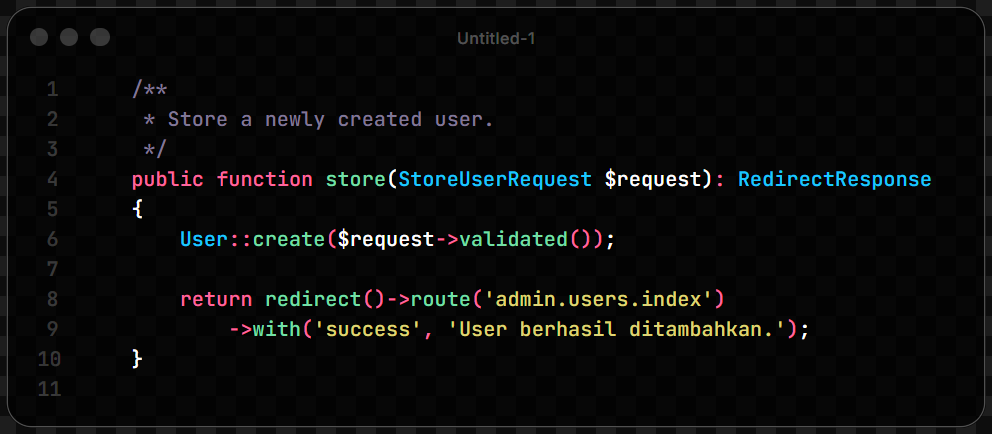 Untitled-1
1 /**
2 * Store a newly created user.
3 */
4 public function store(StoreUserRequest $request): RedirectResponse
5 {
6 User::create($request->validated());
7
8 return redirect()->route('admin.users.index')
9 ->with('success', 'User berhasil ditambahkan.');
10 }
11